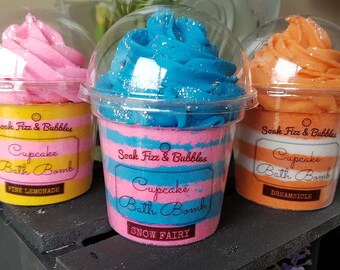 Soak Fizz & Bubbles
Cupcake
Bath Bomb
PINK LEMONADE
Soak Fizz & Bubbles
Cupcake
Bath Bomb
SNOW FAIRY
Soak Fizz & Bubbles
Cupcake
Bath Bomb
DREAMSICLE